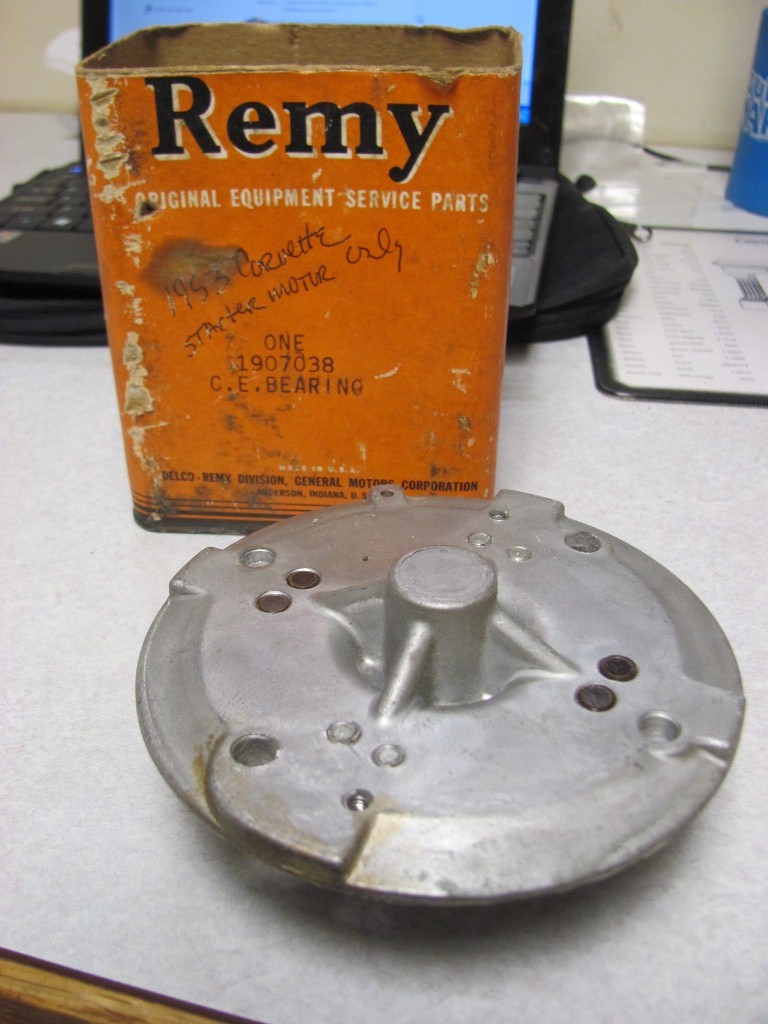 Remy
ORIGINAL EQUIPMENT SERVICE PARTS
1953 Corvette only
starter motor
ONE
1907038
C.E.BEARING
MADE IN U.S.A.
DELCO-REMY DIVISION, GENERAL MOTORS CORPORATION
ANDERSON, INDIANA, U.S.